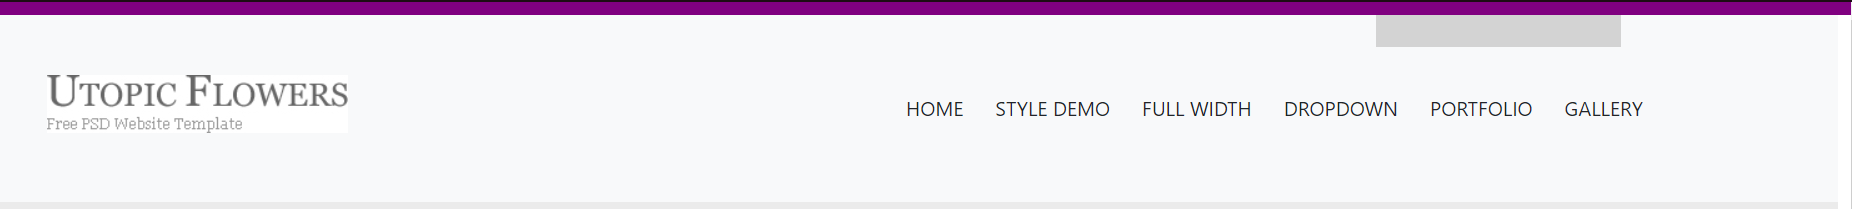 UTOPIC FLOWERS
Free PSD Website Template
HOME STYLE DEMO FULL WIDTH DROPDOWN PORTFOLIO GALLERY